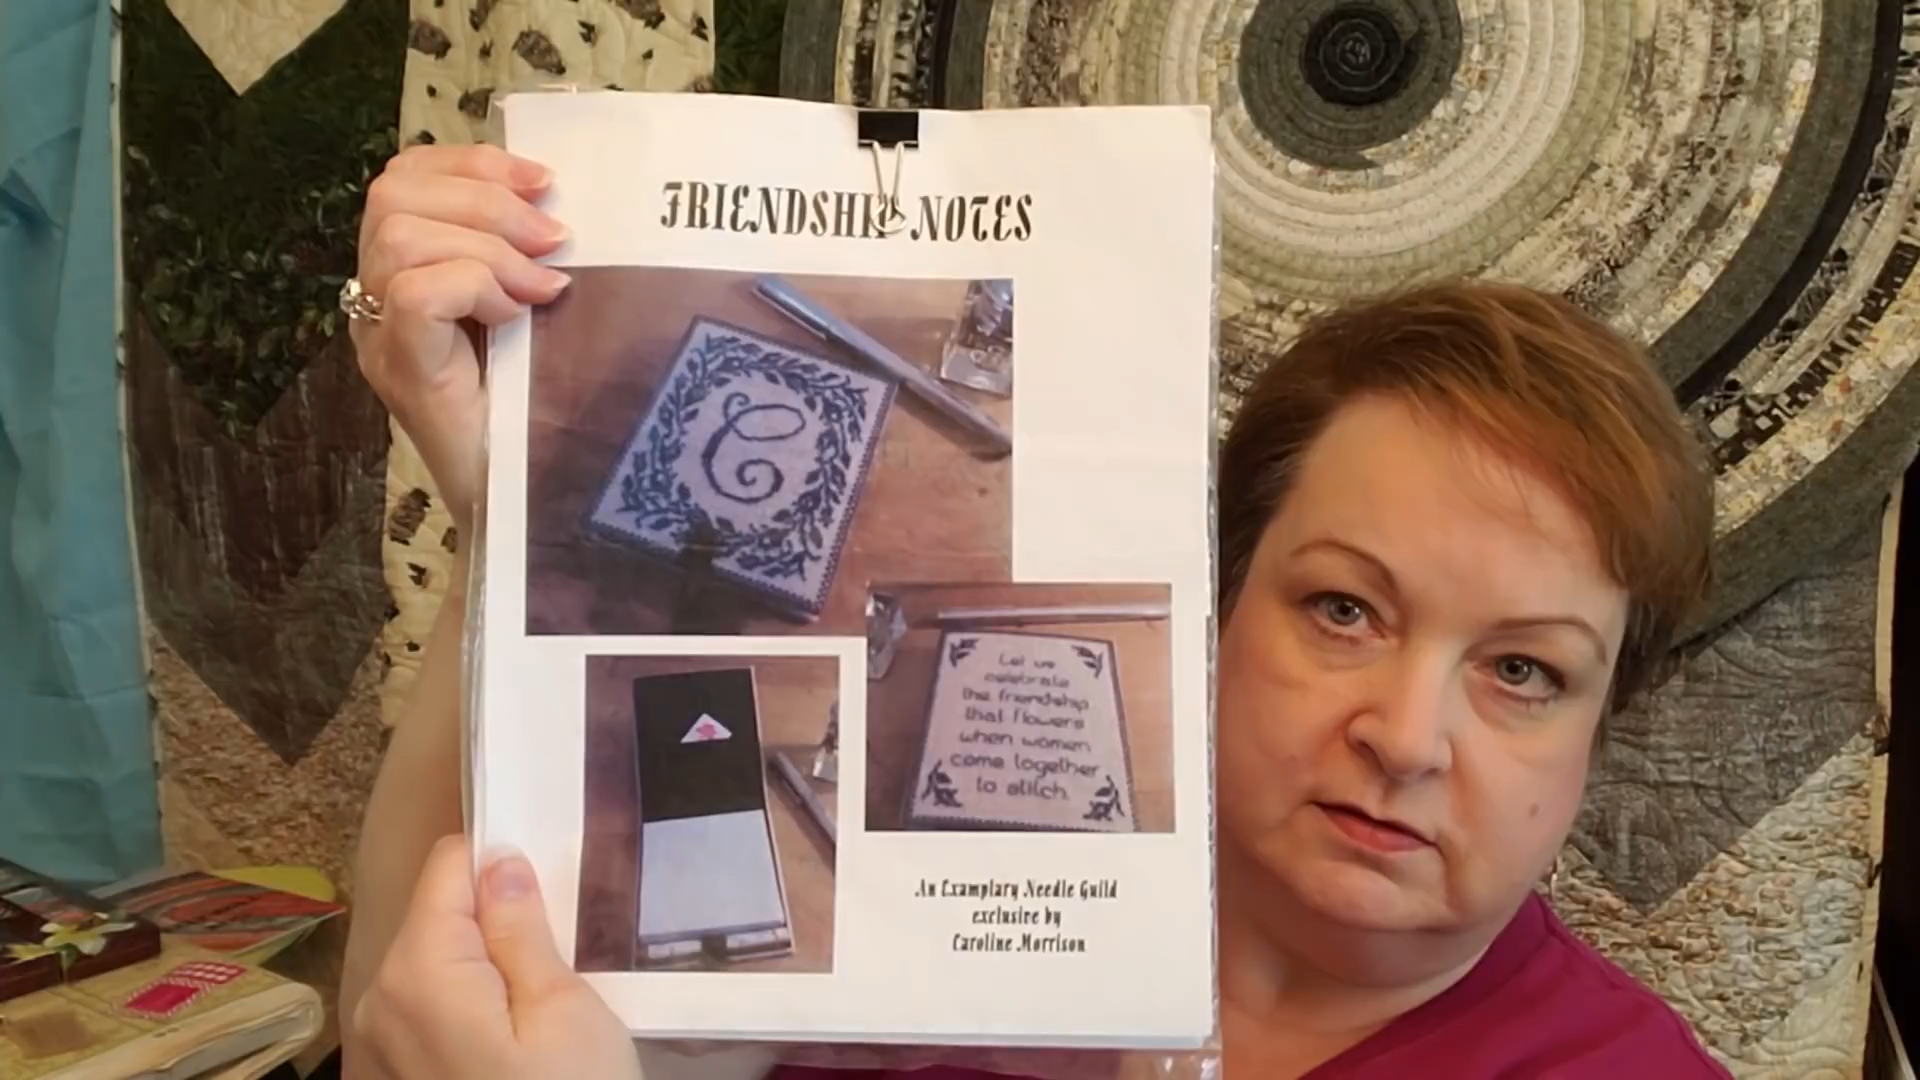 FRIENDSHIP NOTES
C
Let us
celebrate
the friendship
that flowers
when women
come together
to stitch
An Examplary Needle Guild
exclusive by
Caroline Morrison